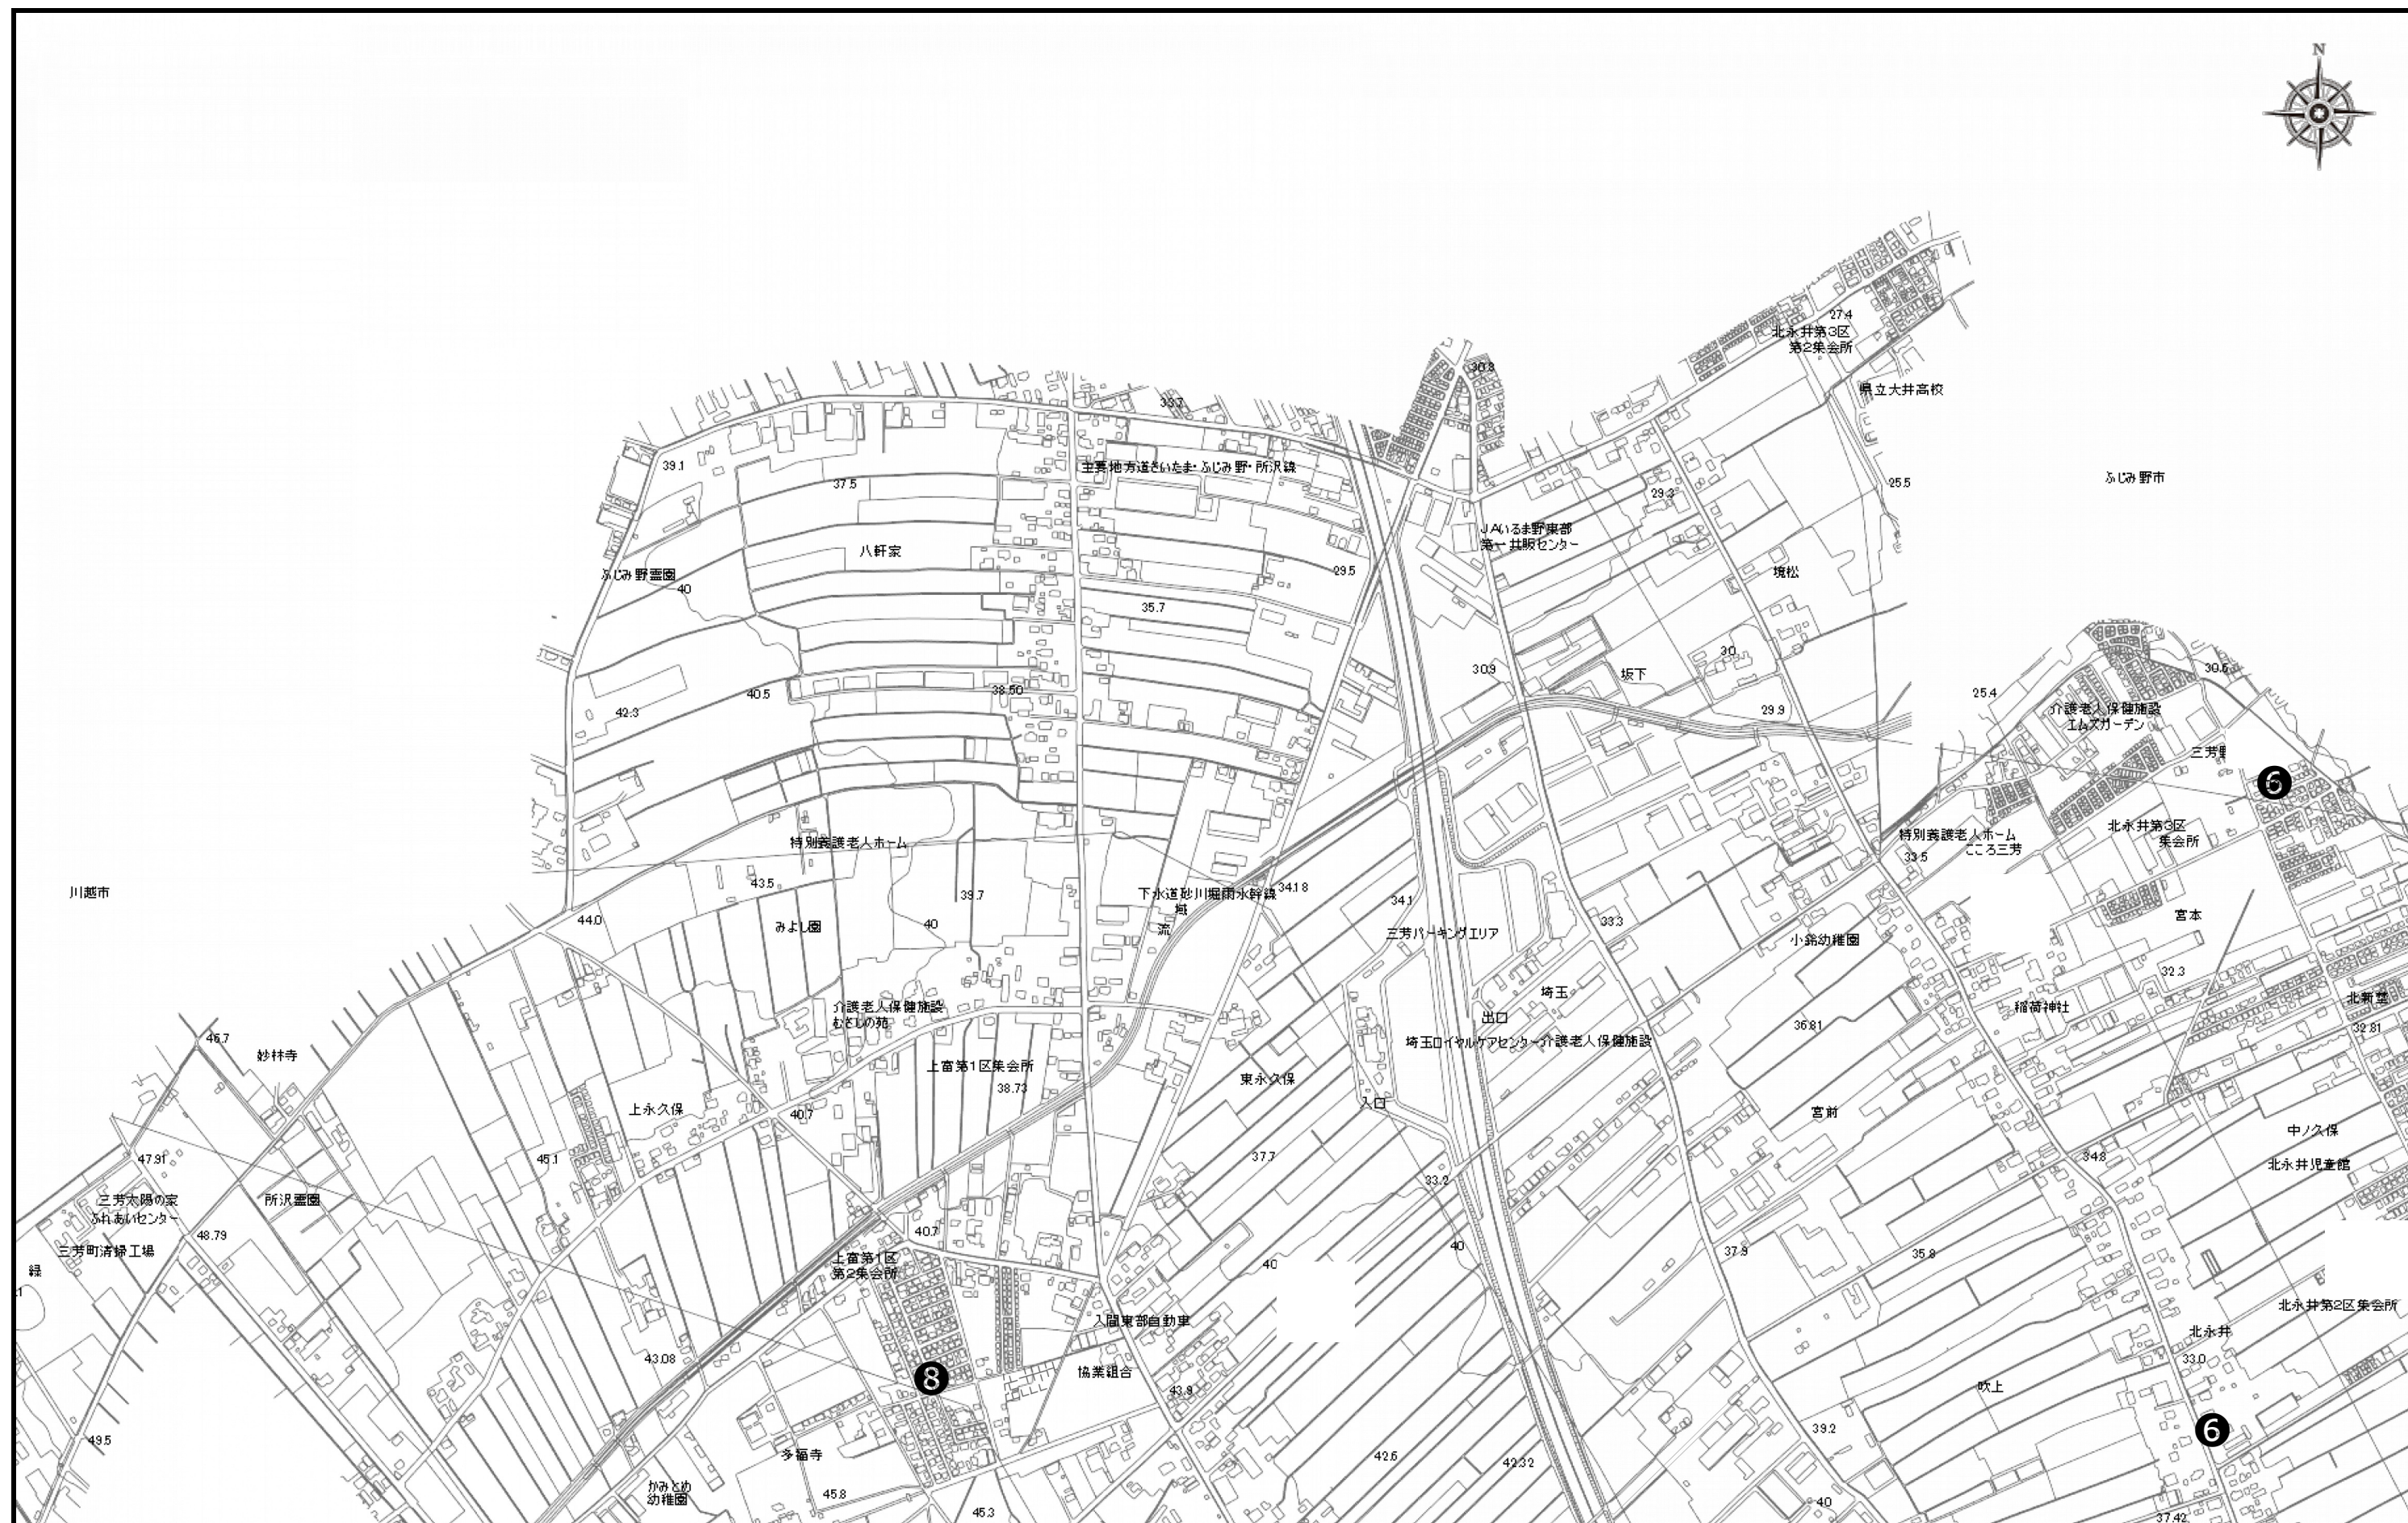 N
27.4
北永井第3区
第2集会所
30.3
県立大井高校
33.7
39.1
主要地方道さいたま・ふじみ野・所沢線
ふじみ野市
37.5
25.5
29.3
JAいるま野東部
第一共販センター
八軒家
29.5
境松
ふじみ野霊園
40
35.7
30
30.9
坂下
30.6
40.5
38.50
25.4
42.3
29.9
介護老人保健施設
エムズガーデン
6
特別養護老人ホーム
北永井第3区
集会所
特別養護老人ホーム
こころ三芳
33.5
43.5
34.18
川越市
39.7
下水道砂川堀雨水幹線
域
流
34.1
44.0
みよし園
40
三芳パーキングエリア
33.3
小鈴幼稚園
宮本
32.3
埼玉
介護老人保健施設
むさしの苑
出口
稲荷神社
36.81
32.81
46.7
妙林寺
埼玉ロイヤルケアセンター介護老人保健施設
上富第1区集会所
38.73
東永久保
上永久保
40.7
入口
宮前
中ノ久保
47.91
45.1
37.7
34.8
北永井児童館
33.2
三芳太陽の家
ふれあいセンター
所沢霊園
48.79
40.7
三芳町清掃工場
40
37.9
35.8
緑
上富第1区
第2集会所
40
入間東部自動車
北永井第2区集会所
北永井
43.08
協業組合
33.0
8
43.9
吹上
49.5
39.2
6
多福寺
42.6
42.32
かみとめ
幼稚園
45.8
45.3
40
37.42